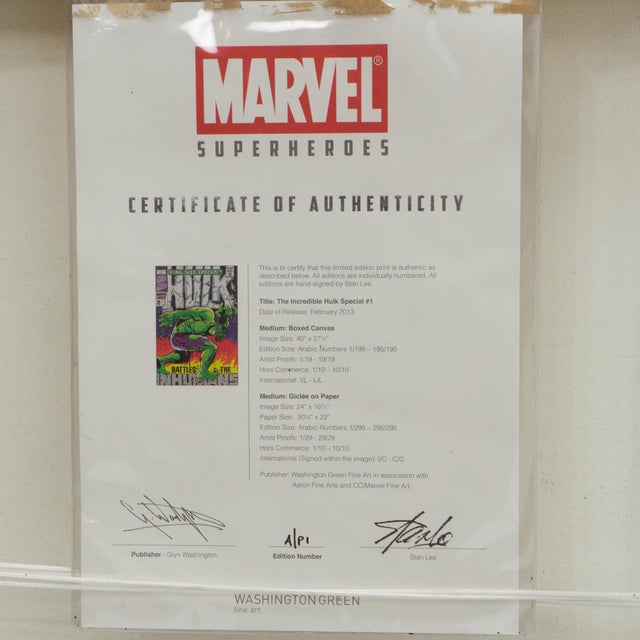 MARVEL®
SUPERHEROES
CERTIFICATE OF AUTHENTICITY
This is to certify that this limited edition print is authentic as
described below. All editions are individually numbered. All
editions are hand-signed by Stan Lee.
Title: The Incredible Hulk Special #1
Date of Release: February 2013
Medium: Boxed Canvas
Image Size: 40" x 27½"
Edition Size: Arabic Numbers 1/195 – 195/195
Artist Proofs: 1/19 - 19/19
Hors Commerce: 1/10 – 10/10
International: I/L - L/L
Medium: Giclée on Paper
Image Size: 24" x 16½"
Paper Size: 30¼" x 22"
Edition Size: Arabic Numbers 1/295 – 295/295
Artist Proofs: 1/29 - 29/29
Hors Commerce: 1/10 – 10/10
International (Signed within the image): I/C - C/C
Publisher: Washington Green Fine Art in association with
Aaron Fine Arts and CC/Marvel Fine Art.
KING-SIZE SPECIAL!
HULK
BATTLES THE
INHUMANS
A/P1
Stan Lee
Publisher - Glyn Washington
Edition Number
Stan Lee
WASHINGTON GREEN
fine art